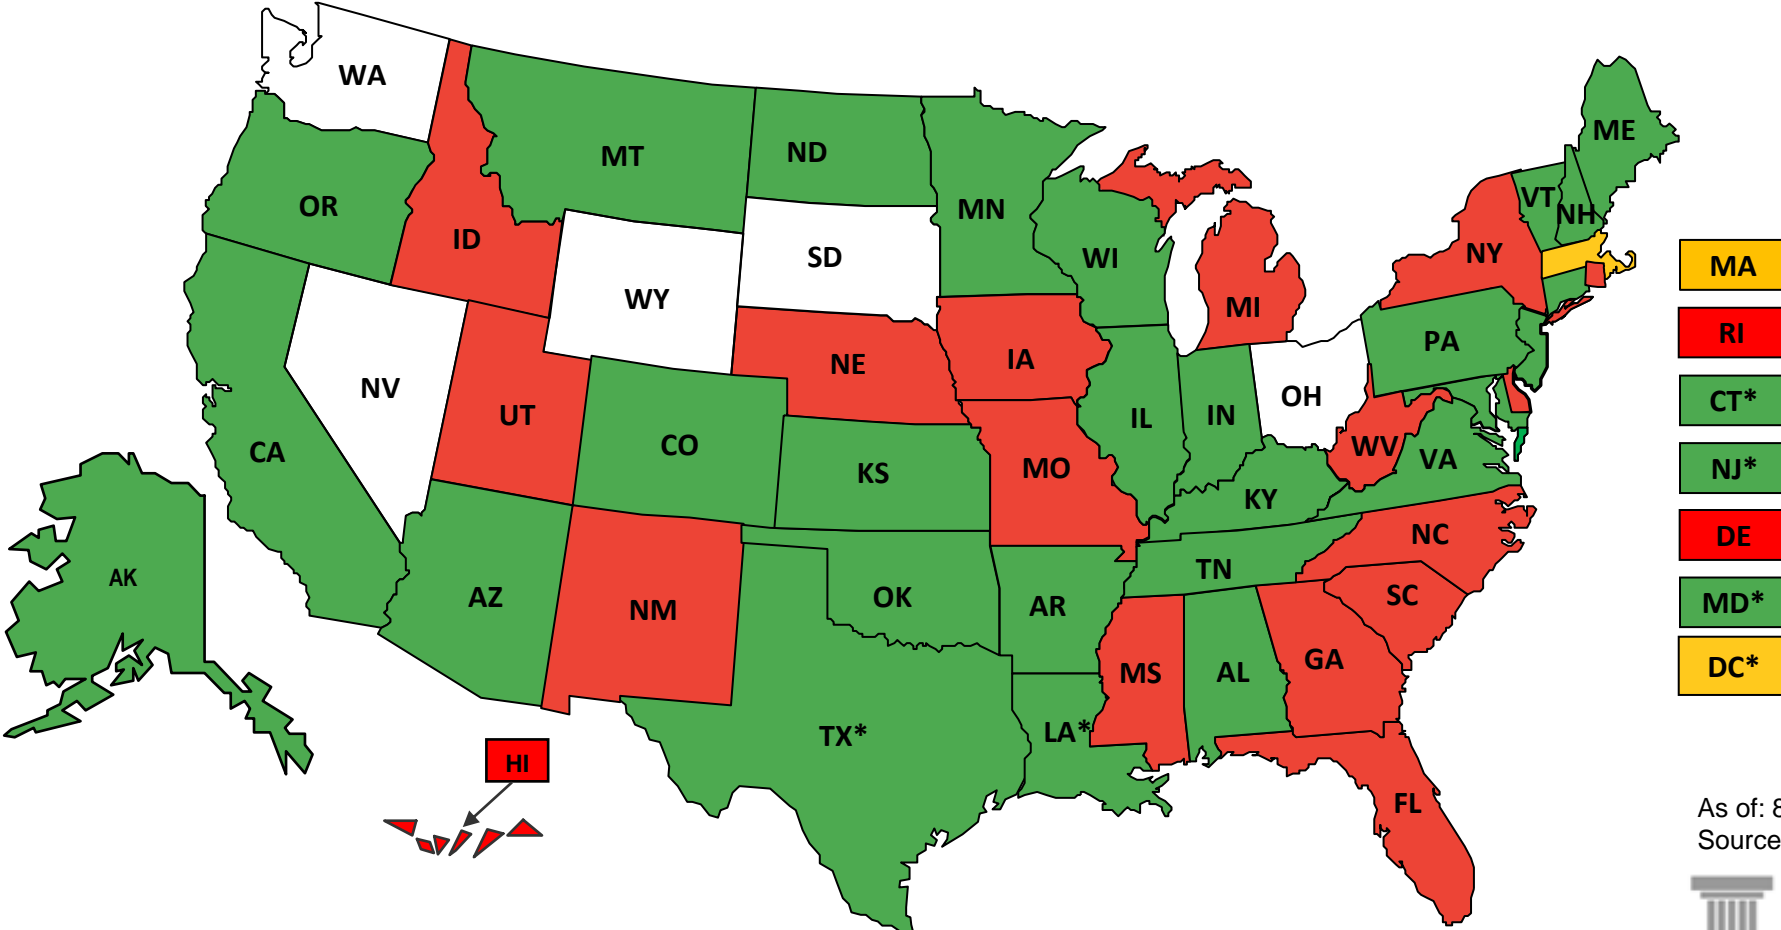 WA
MT
ND
ME
OR
ID
MN
VT
NH
WI
NY
SD
WY
MI
MA
NE
IA
PA
RI
NV
UT
CO
IL
IN
OH
CT*
CA
KS
MO
WV
VA
NJ*
KY
NC
DE
AK
AZ
NM
OK
AR
TN
SC
MD*
MS
AL
GA
DC*
TX*
LA*
HI
FL
As of: 8
Source